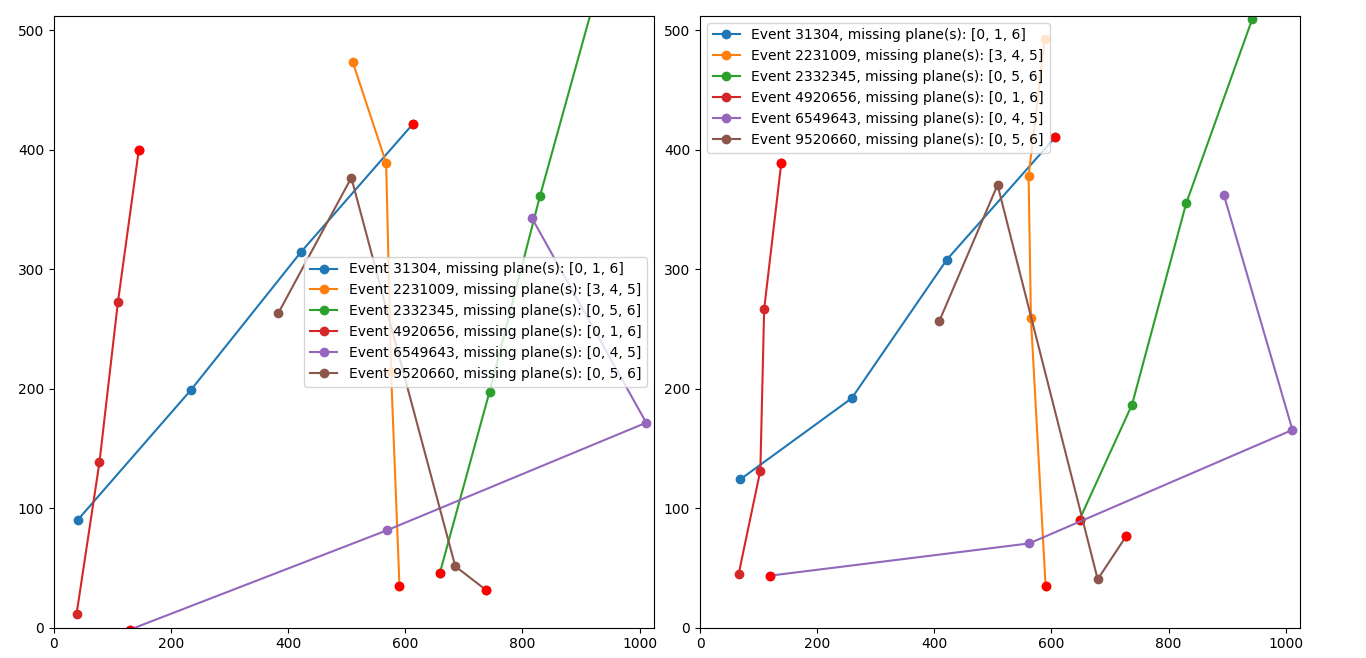 500
400
300
200
100
0
0 200 400 600 800 1000
Event 31304, missing plane(s): [0, 1, 6]
Event 2231009, missing plane(s): [3, 4, 5]
Event 2332345, missing plane(s): [0, 5, 6]
Event 4920656, missing plane(s): [0, 1, 6]
Event 6549643, missing plane(s): [0, 4, 5]
Event 9520660, missing plane(s): [0, 5, 6]
500
400
300
200
100
0
0 200 400 600 800 1000
Event 31304, missing plane(s): [0, 1, 6]
Event 2231009, missing plane(s): [3, 4, 5]
Event 2332345, missing plane(s): [0, 5, 6]
Event 4920656, missing plane(s): [0, 1, 6]
Event 6549643, missing plane(s): [0, 4, 5]
Event 9520660, missing plane(s): [0, 5, 6]